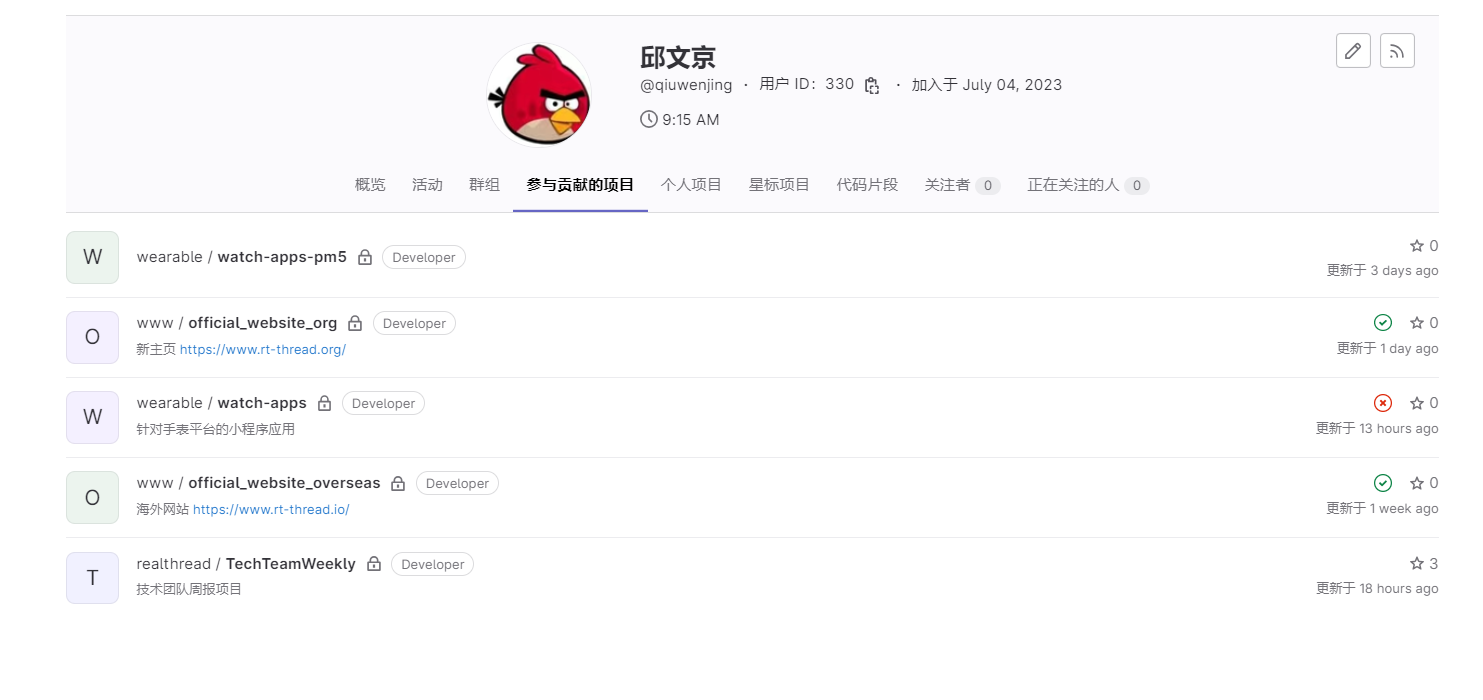 邱文京
@qiuwenjing · 用户 ID：330 · 加入于 July 04, 2023
9:15 AM
概览 活动 群组 参与贡献的项目 个人项目 星标项目 代码片段 关注者 0 正在关注的人 0
W wearable / watch-apps-pm5 Developer 0
更新于 3 days ago
O www / official_website_org Developer 0
新主页 https://www.rt-thread.org/ 更新于 1 day ago
W wearable / watch-apps Developer 0
针对手表平台的小程序应用 更新于 13 hours ago
O www / official_website_overseas Developer 0
海外网站 https://www.rt-thread.io/ 更新于 1 week ago
T realthread / TechTeamWeekly Developer 3
技术团队周报项目 更新于 18 hours ago